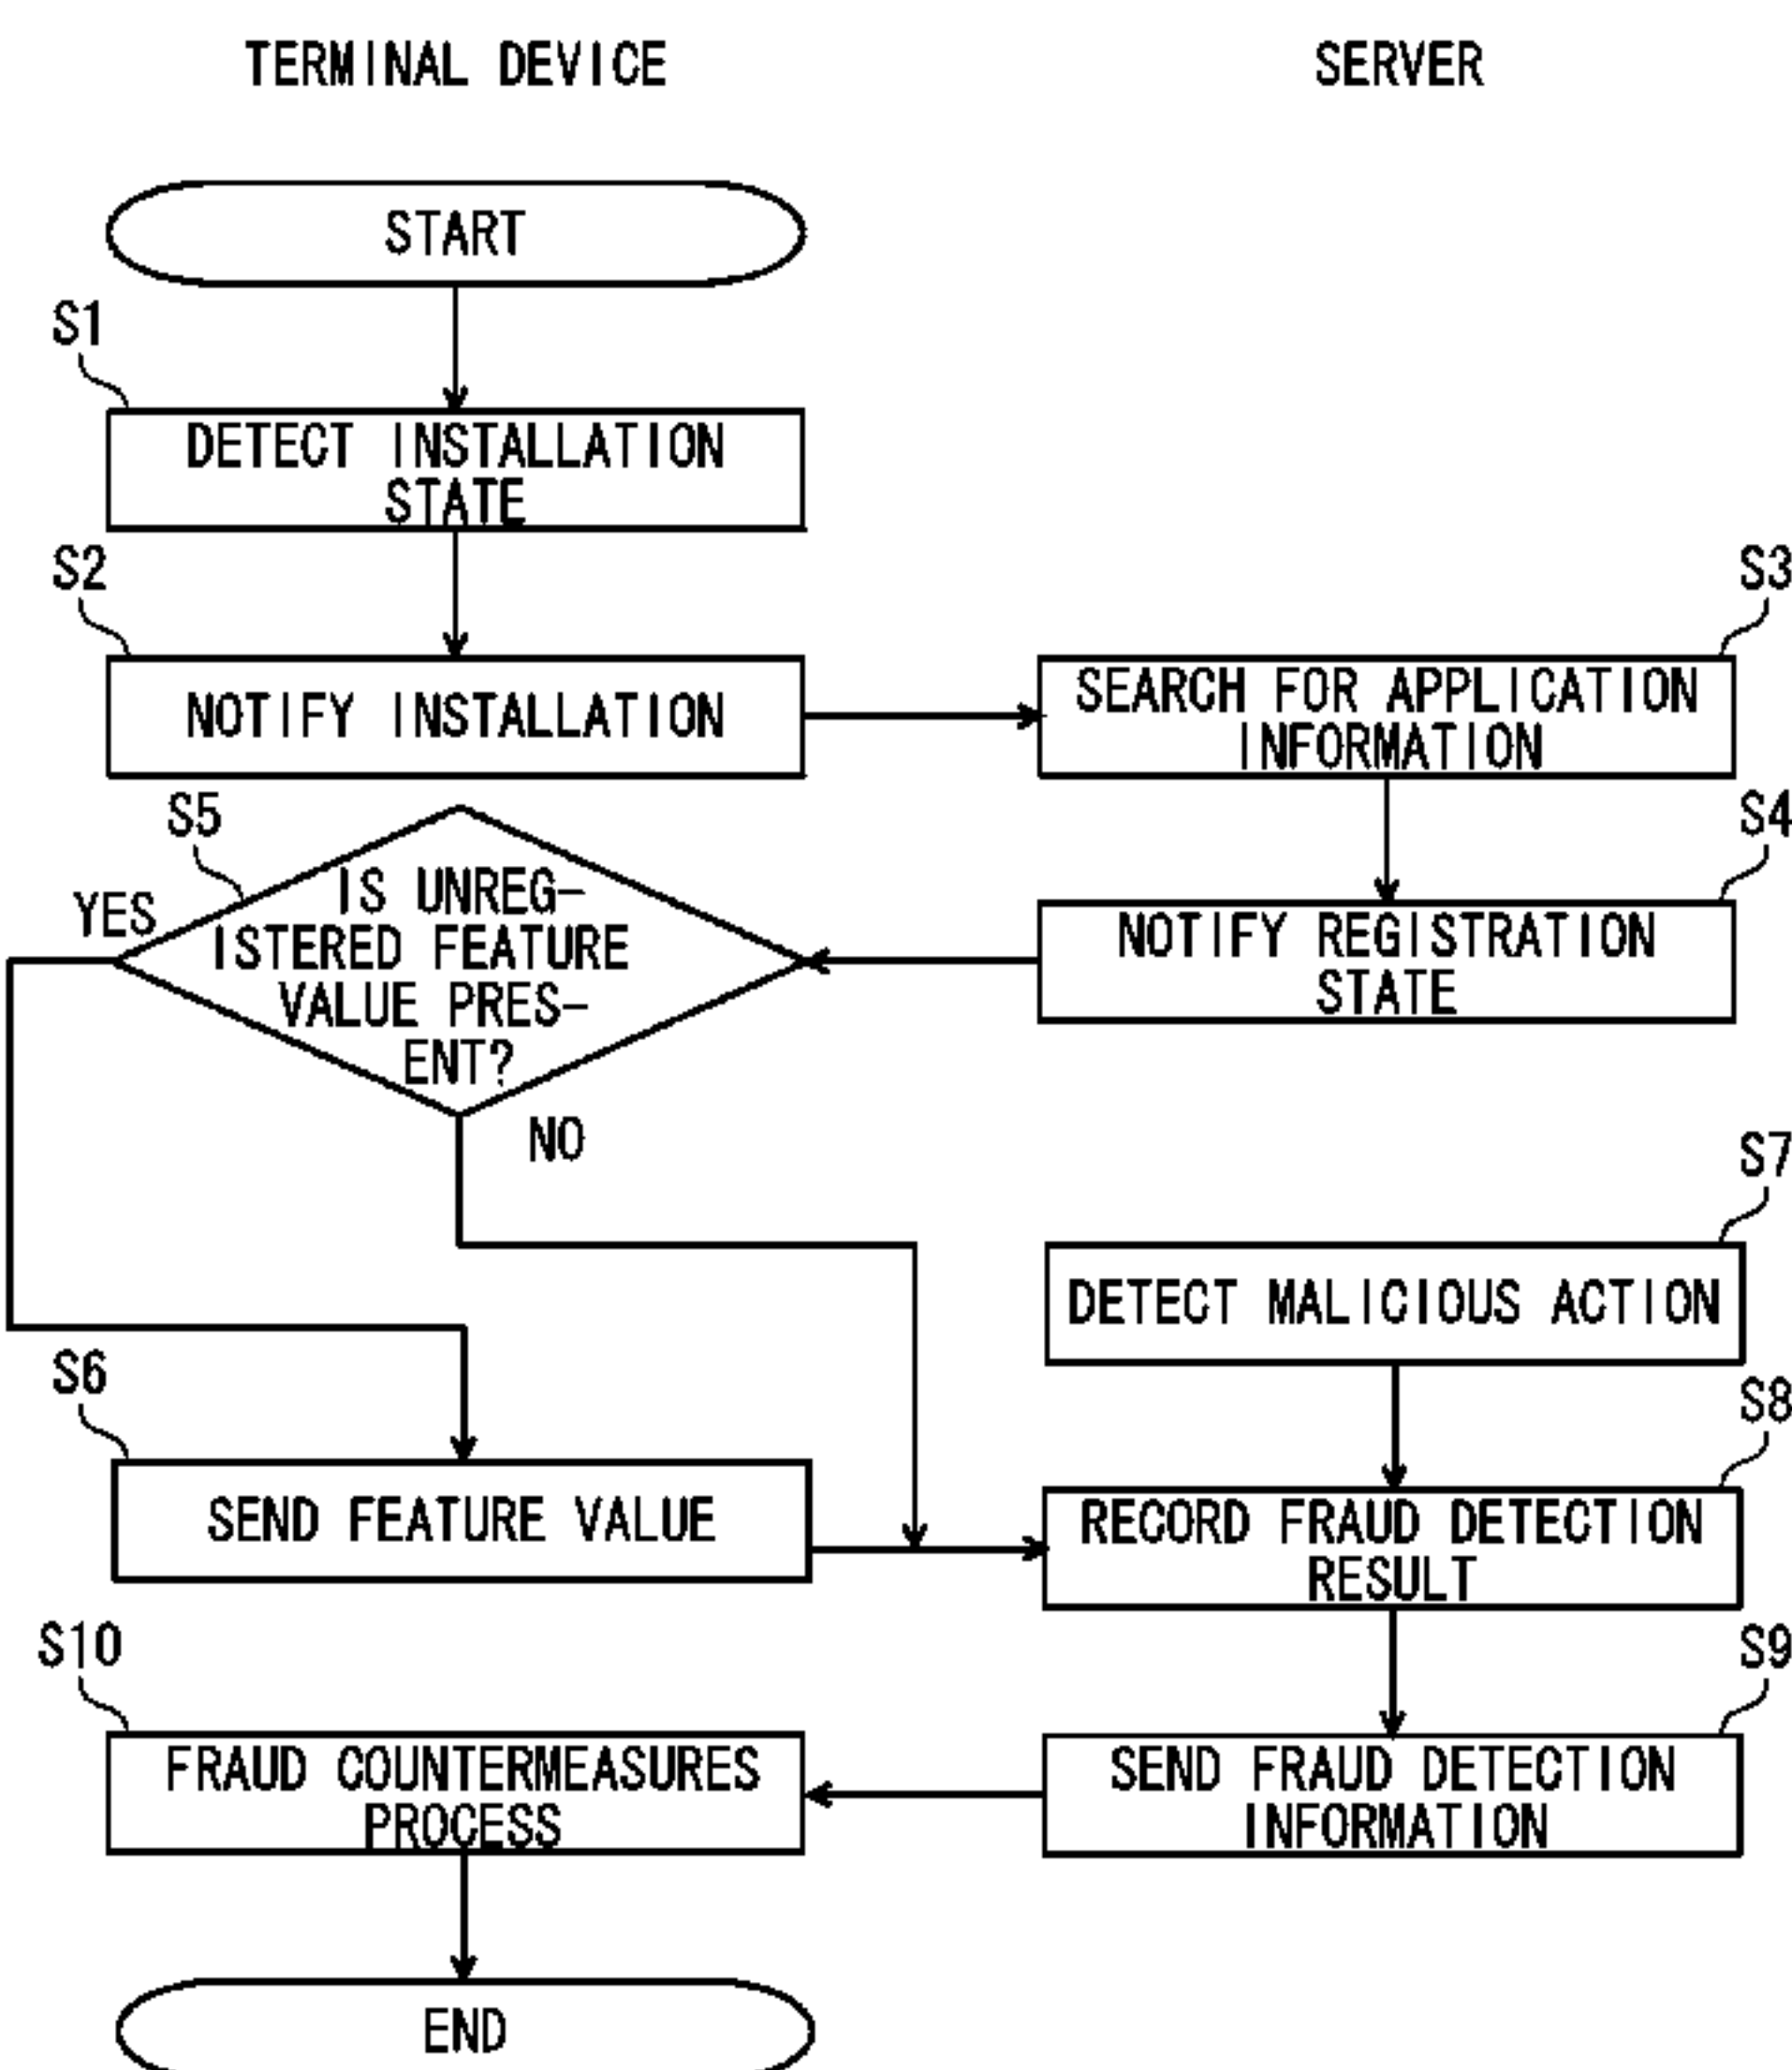 TERMINAL DEVICE
SERVER
START
S1
DETECT INSTALLATION
STATE
S2
NOTIFY INSTALLATION
S3
SEARCH FOR APPLICATION
INFORMATION
S4
NOTIFY REGISTRATION
STATE
S5
IS UNREG-
ISTERED FEATURE
VALUE PRES-
ENT?
YES
NO
S6
SEND FEATURE VALUE
S7
DETECT MALICIOUS ACTION
S8
RECORD FRAUD DETECTION
RESULT
S9
SEND FRAUD DETECTION
INFORMATION
S10
FRAUD COUNTERMEASURES
PROCESS
END